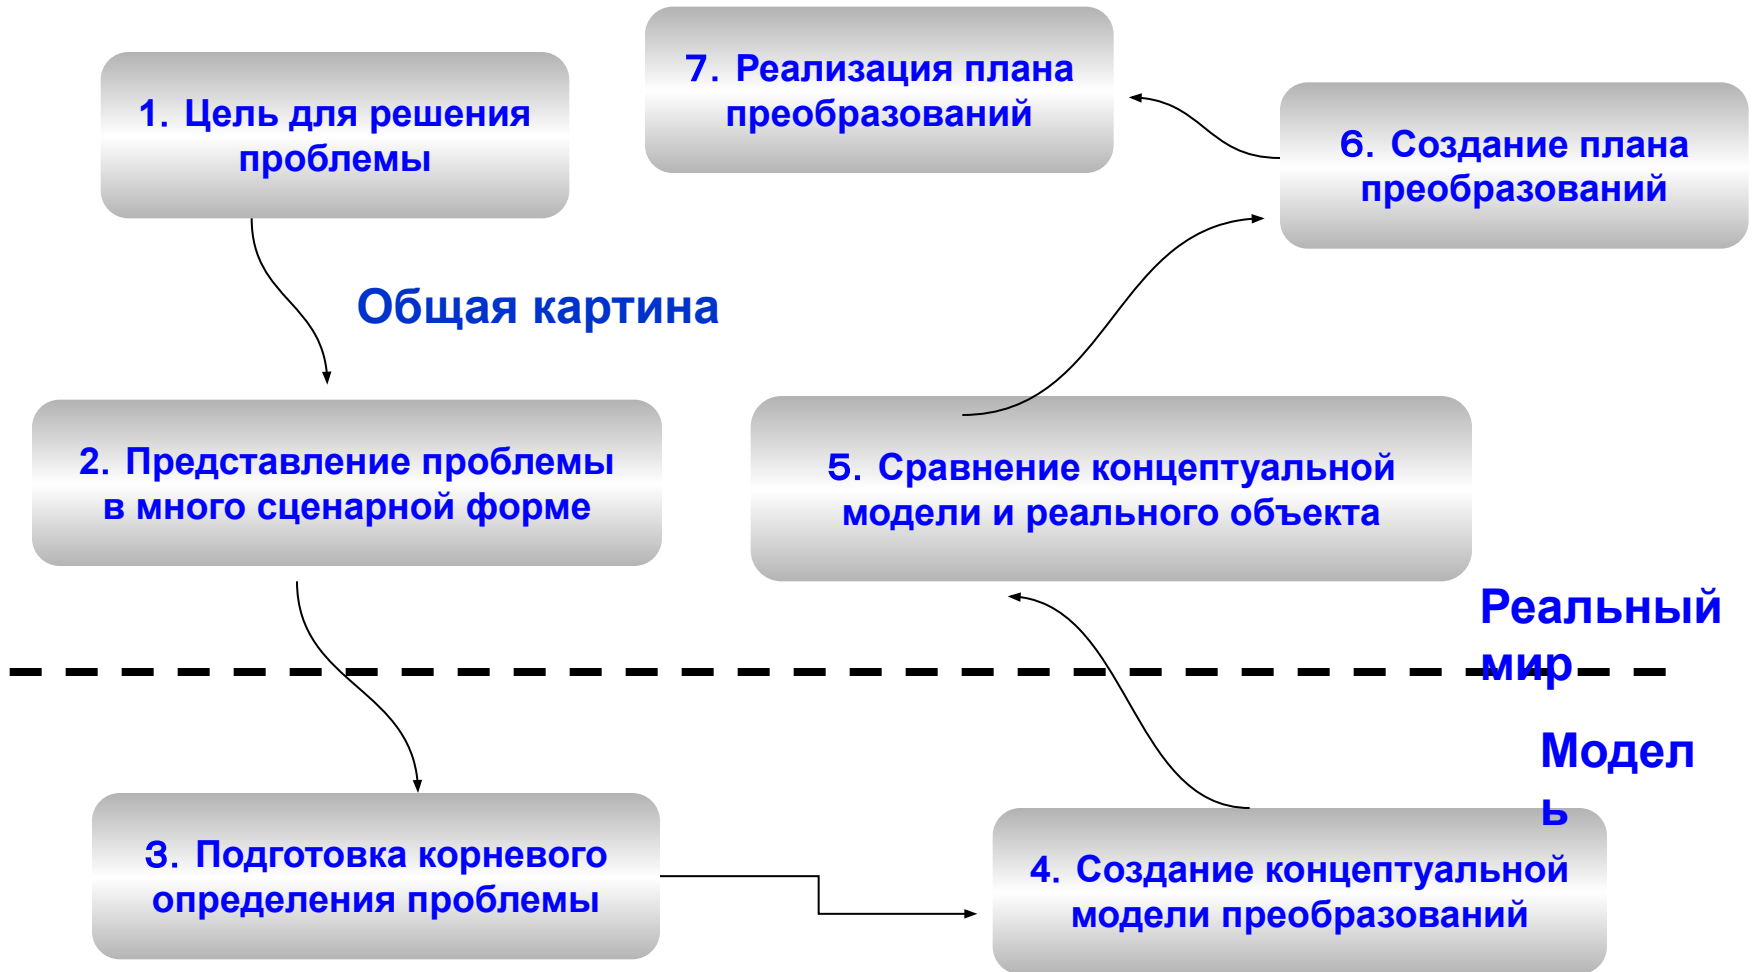 1. Цель для решения
проблемы
7. Реализация плана
преобразований
6. Создание плана
преобразований
Общая картина
2. Представление проблемы
в много сценарной форме
5. Сравнение концептуальной
модели и реального объекта
Реальный
мир
Модел
ь
3. Подготовка корневого
определения проблемы
4. Создание концептуальной
модели преобразований